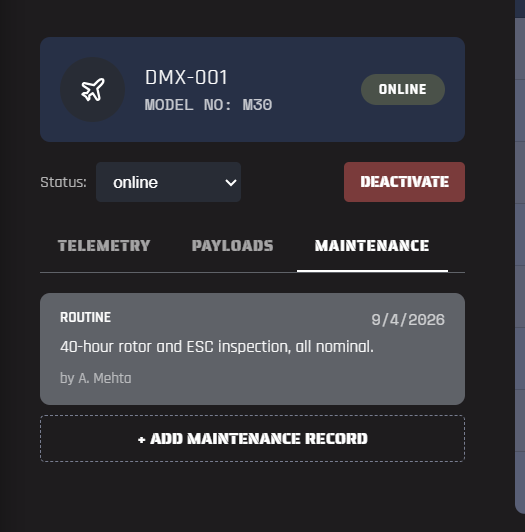 DMX-001
MODEL NO: M30
ONLINE
Status: online
DEACTIVATE
TELEMETRY PAYLOADS MAINTENANCE
ROUTINE 9/4/2026
40-hour rotor and ESC inspection, all nominal.
by A. Mehta
+ ADD MAINTENANCE RECORD